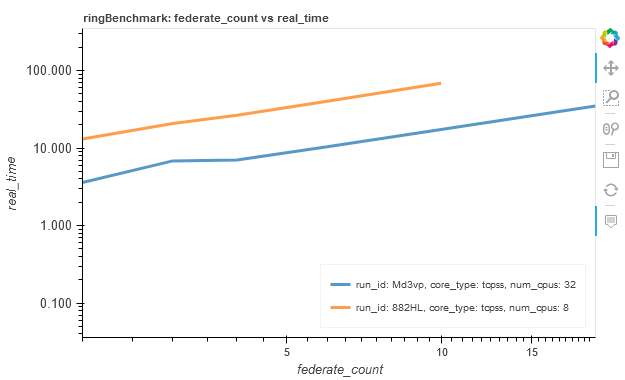 ringBenchmark: federate_count vs real_time
100.000
10.000
1.000
0.100
real_time
run_id: Md3vp, core_type: tcpss, num_cpus: 32
run_id: 882HL, core_type: tcpss, num_cpus: 8
5
10
15
federate_count